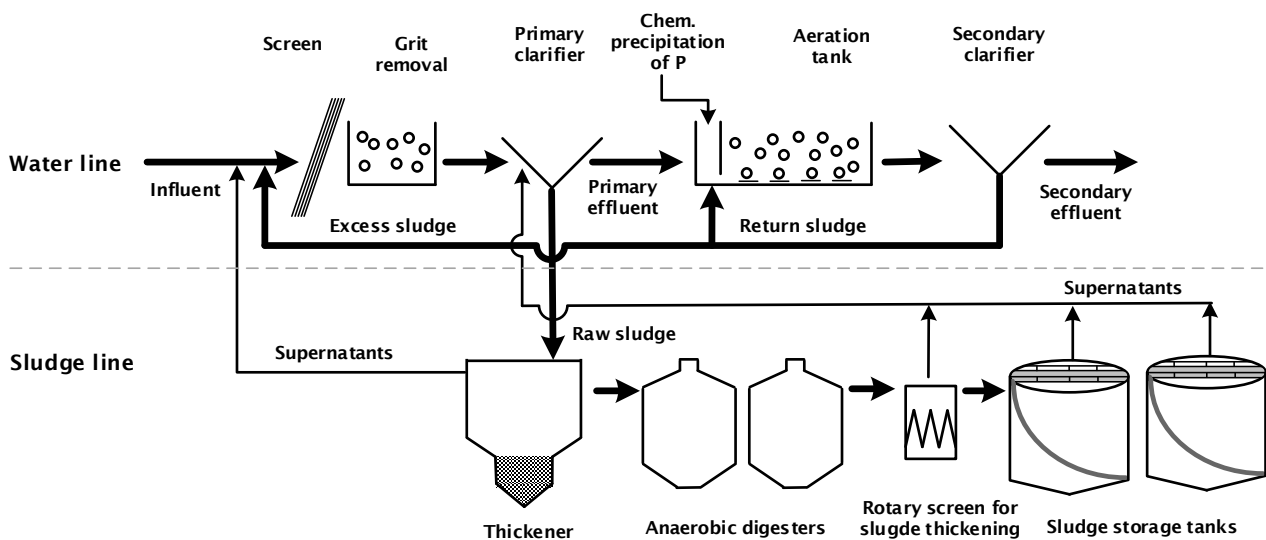 Screen
Grit
removal
Primary
clarifier
Chem.
precipitation
of P
Aeration
tank
Secondary
clarifier
Water line
Influent
Primary
effluent
Secondary
effluent
Excess sludge
Return sludge
Supernatants
Raw sludge
Sludge line
Supernatants
Thickener
Anaerobic digesters
Rotary screen for
slugde thickening
Sludge storage tanks